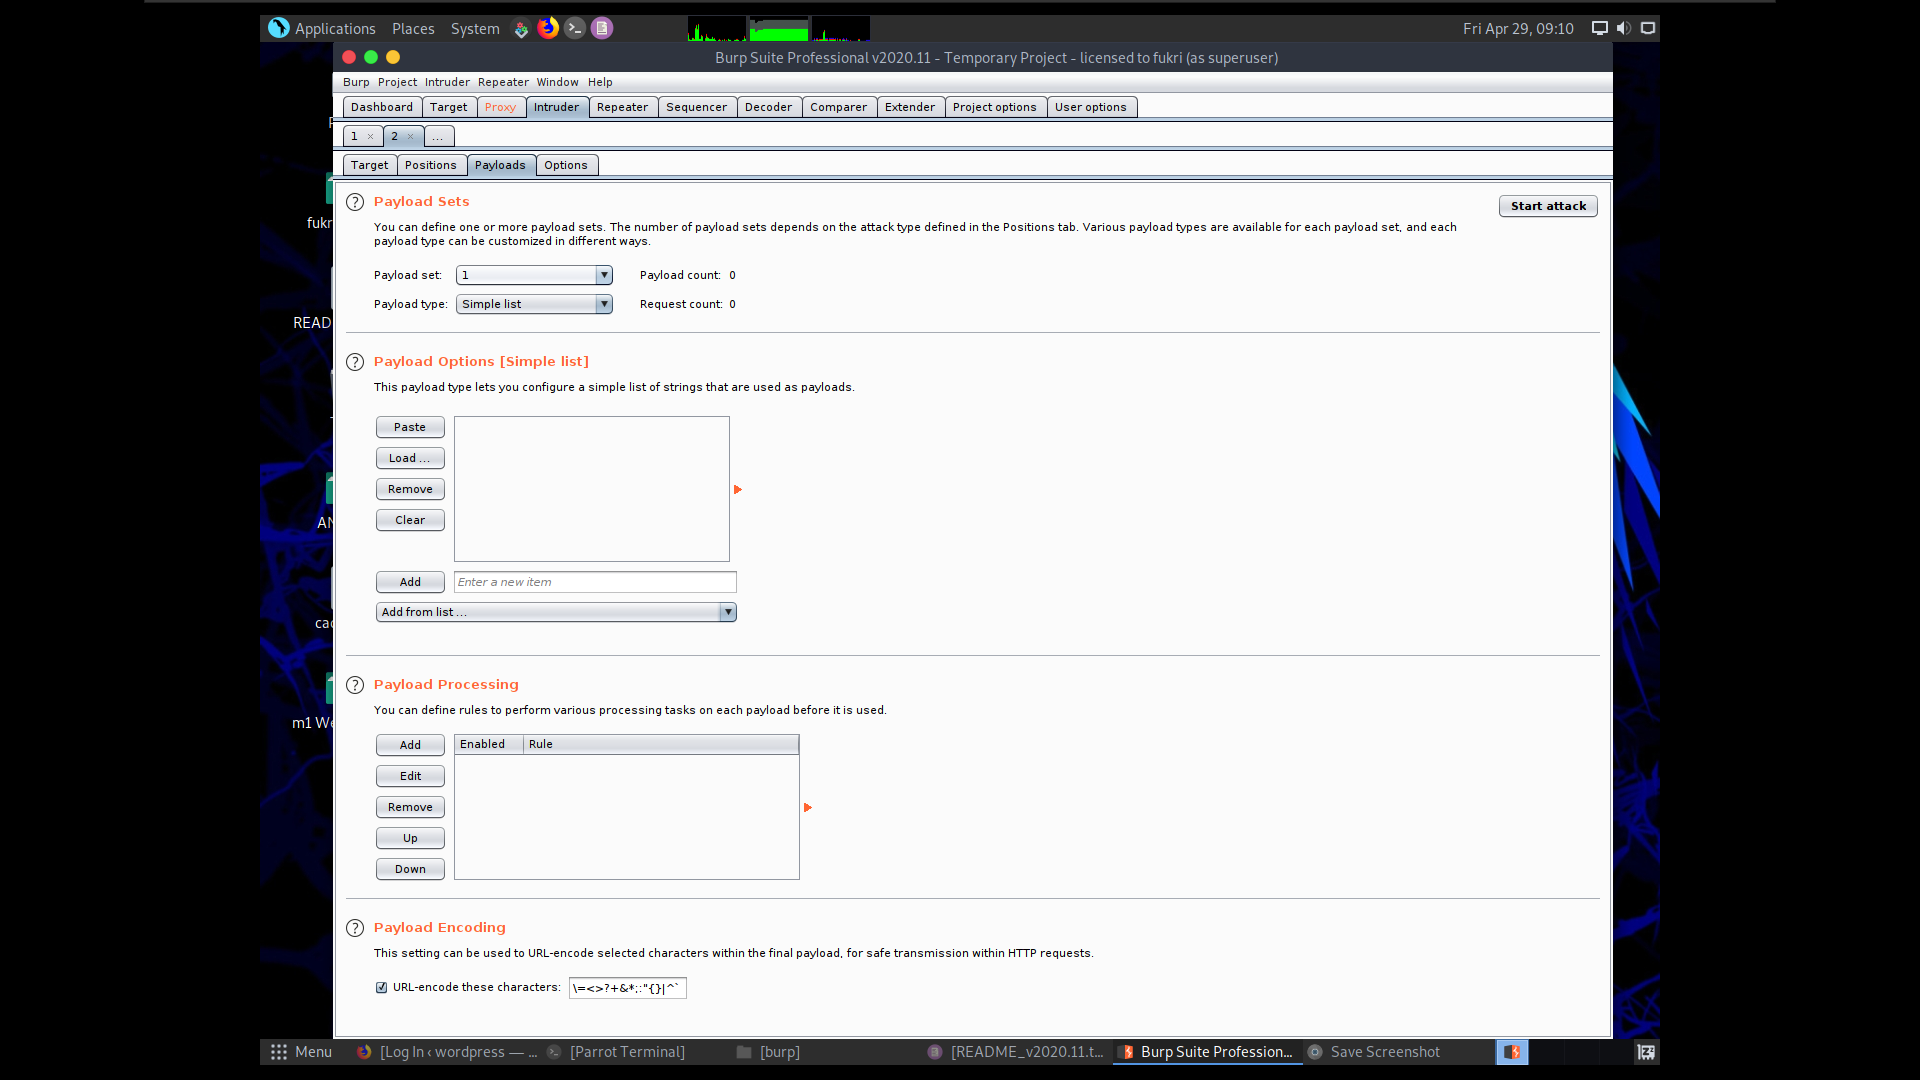 Applications Places System
Fri Apr 29, 09:10
Burp Suite Professional v2020.11 - Temporary Project - licensed to fukri (as superuser)
Burp Project Intruder Repeater Window Help
Dashboard Target Proxy Intruder Repeater Sequencer Decoder Comparer Extender Project options User options
1 × 2 × ...
Target Positions Payloads Options
? Payload Sets
Start attack
You can define one or more payload sets. The number of payload sets depends on the attack type defined in the Positions tab. Various payload types are available for each payload set, and each
payload type can be customized in different ways.
Payload set: 1 Payload count: 0
Payload type: Simple list Request count: 0
? Payload Options [Simple list]
This payload type lets you configure a simple list of strings that are used as payloads.
Paste
Load ...
Remove
Clear
Add Enter a new item
Add from list ...
? Payload Processing
You can define rules to perform various processing tasks on each payload before it is used.
Add Enabled Rule
Edit
Remove
Up
Down
? Payload Encoding
This setting can be used to URL-encode selected characters within the final payload, for safe transmission within HTTP requests.
URL-encode these characters: \=<>?+&*;:"{}|^`
fukr
READ
AN
m1 We
Menu [Log In ‹ wordpress — ... [Parrot Terminal] [burp] [README_v2020.11.t... Burp Suite Profession... Save Screenshot